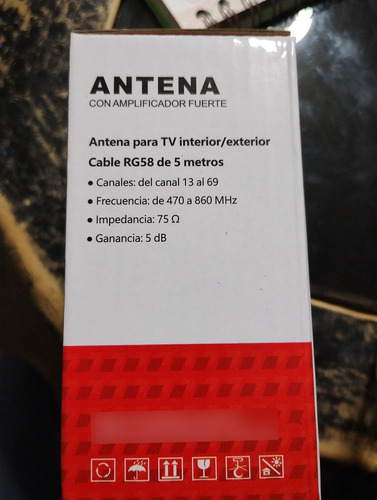 ANTENA
CON AMPLIFICADOR FUERTE
Antena para TV interior/exterior
Cable RG58 de 5 metros
● Canales: del canal 13 al 69
● Frecuencia: de 470 a 860 MHz
● Impedancia: 75 Ω
● Ganancia: 5 dB